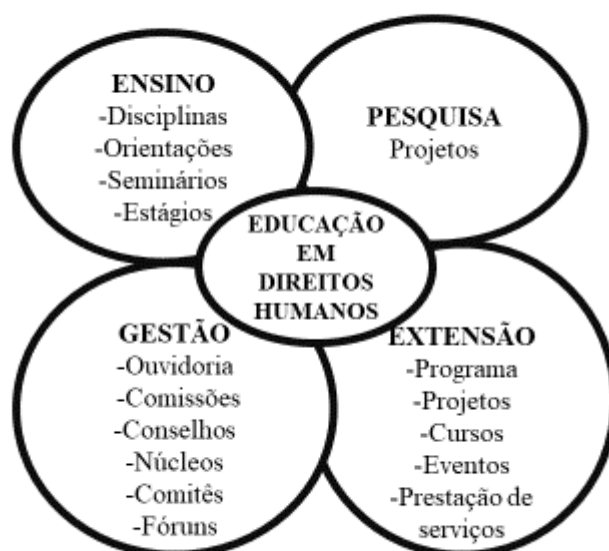 ENSINO
-Disciplinas
-Orientações
-Seminários
-Estágios
PESQUISA
Projetos
EDUCAÇÃO
EM
DIREITOS
HUMANOS
GESTÃO
-Ouvidoria
-Comissões
-Conselhos
-Núcleos
-Comitês
-Fóruns
EXTENSÃO
-Programa
-Projetos
-Cursos
-Eventos
-Prestação de
serviços